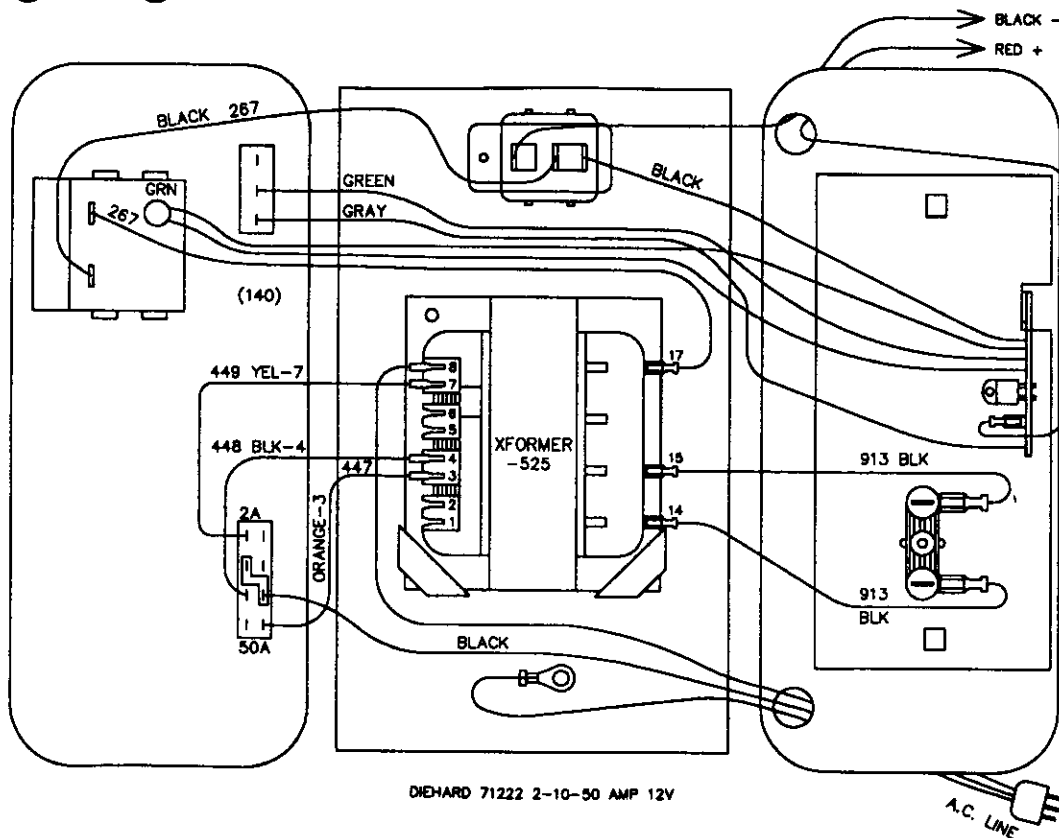 BLACK -
RED +
BLACK 267
GRN
267
GREEN
GRAY
BLACK
(140)
449 YEL-7
448 BLK-4
447
ORANGE-3
2A
50A
8
7
6
5
4
3
2
1
XFORMER
-525
17
15
14
913 BLK
913
BLK
BLACK
DIEHARD 71222 2-10-50 AMP 12V
A.C. LINE